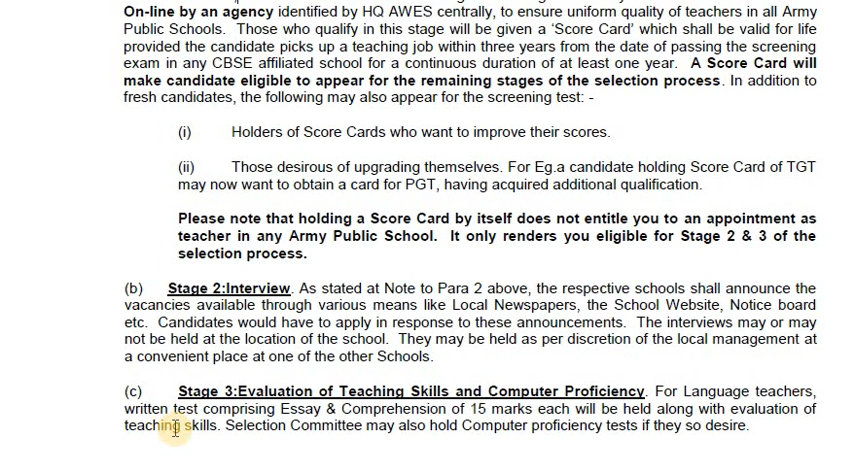 On-line by an agency identified by HQ AWES centrally, to ensure uniform quality of teachers in all Army
Public Schools. Those who qualify in this stage will be given a 'Score Card' which shall be valid for life
provided the candidate picks up a teaching job within three years from the date of passing the screening
exam in any CBSE affiliated school for a continuous duration of at least one year. A Score Card will
make candidate eligible to appear for the remaining stages of the selection process. In addition to
fresh candidates, the following may also appear for the screening test: -
(i) Holders of Score Cards who want to improve their scores.
(ii) Those desirous of upgrading themselves. For Eg.a candidate holding Score Card of TGT
may now want to obtain a card for PGT, having acquired additional qualification.
Please note that holding a Score Card by itself does not entitle you to an appointment as
teacher in any Army Public School. It only renders you eligible for Stage 2 & 3 of the
selection process.
(b) Stage 2:Interview. As stated at Note to Para 2 above, the respective schools shall announce the
vacancies available through various means like Local Newspapers, the School Website, Notice board
etc. Candidates would have to apply in response to these announcements. The interviews may or may
not be held at the location of the school. They may be held as per discretion of the local management at
a convenient place at one of the other Schools.
(c) Stage 3:Evaluation of Teaching Skills and Computer Proficiency. For Language teachers,
written test comprising Essay & Comprehension of 15 marks each will be held along with evaluation of
teaching skills. Selection Committee may also hold Computer proficiency tests if they so desire.